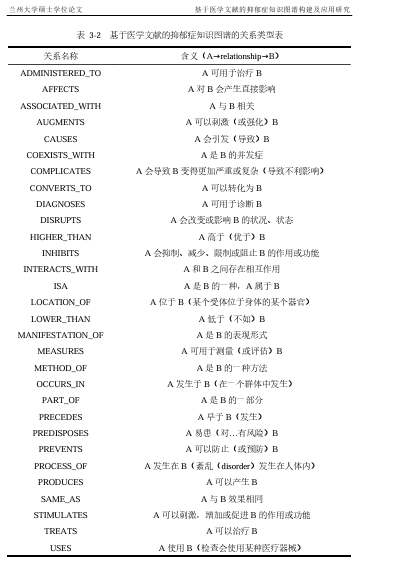 兰州大学硕士学位论文 基于医学文献的抑郁症知识图谱构建及应用研究
表 3-2 基于医学文献的抑郁症知识图谱的关系类型表
关系名称 含义（A→relationship→B）
ADMINISTERED_TO A 可用于治疗 B
AFFECTS A 对 B 会产生直接影响
ASSOCIATED_WITH A 与 B 相关
AUGMENTS A 可以刺激（或强化）B
CAUSES A 会引发（导致）B
COEXISTS_WITH A 是 B 的并发症
COMPLICATES A 会导致 B 变得更加严重或复杂（导致不利影响）
CONVERTS_TO A 可以转化为 B
DIAGNOSES A 可用于诊断 B
DISRUPTS A 会改变或影响 B 的状况、状态
HIGHER_THAN A 高于（优于）B
INHIBITS A 会抑制、减少、限制或阻止 B 的作用或功能
INTERACTS_WITH A 和 B 之间存在相互作用
ISA A 是 B 的一种，A 属于 B
LOCATION_OF A 位于 B（某个受体位于身体的某个器官）
LOWER_THAN A 低于（不如）B
MANIFESTATION_OF A 是 B 的表现形式
MEASURES A 可用于测量（或评估）B
METHOD_OF A 是 B 的一种方法
OCCURS_IN A 发生于 B（在一个群体中发生）
PART_OF A 是 B 的一部分
PRECEDES A 早于 B（发生）
PREDISPOSES A 易患（对…有风险）B
PREVENTS A 可以防止（或预防）B
PROCESS_OF A 发生在 B（紊乱（disorder）发生在人体内）
PRODUCES A 可以产生 B
SAME_AS A 与 B 效果相同
STIMULATES A 可以刺激，增加或促进 B 的作用或功能
TREATS A 可以治疗 B
USES A 使用 B（检查会使用某种医疗器械）